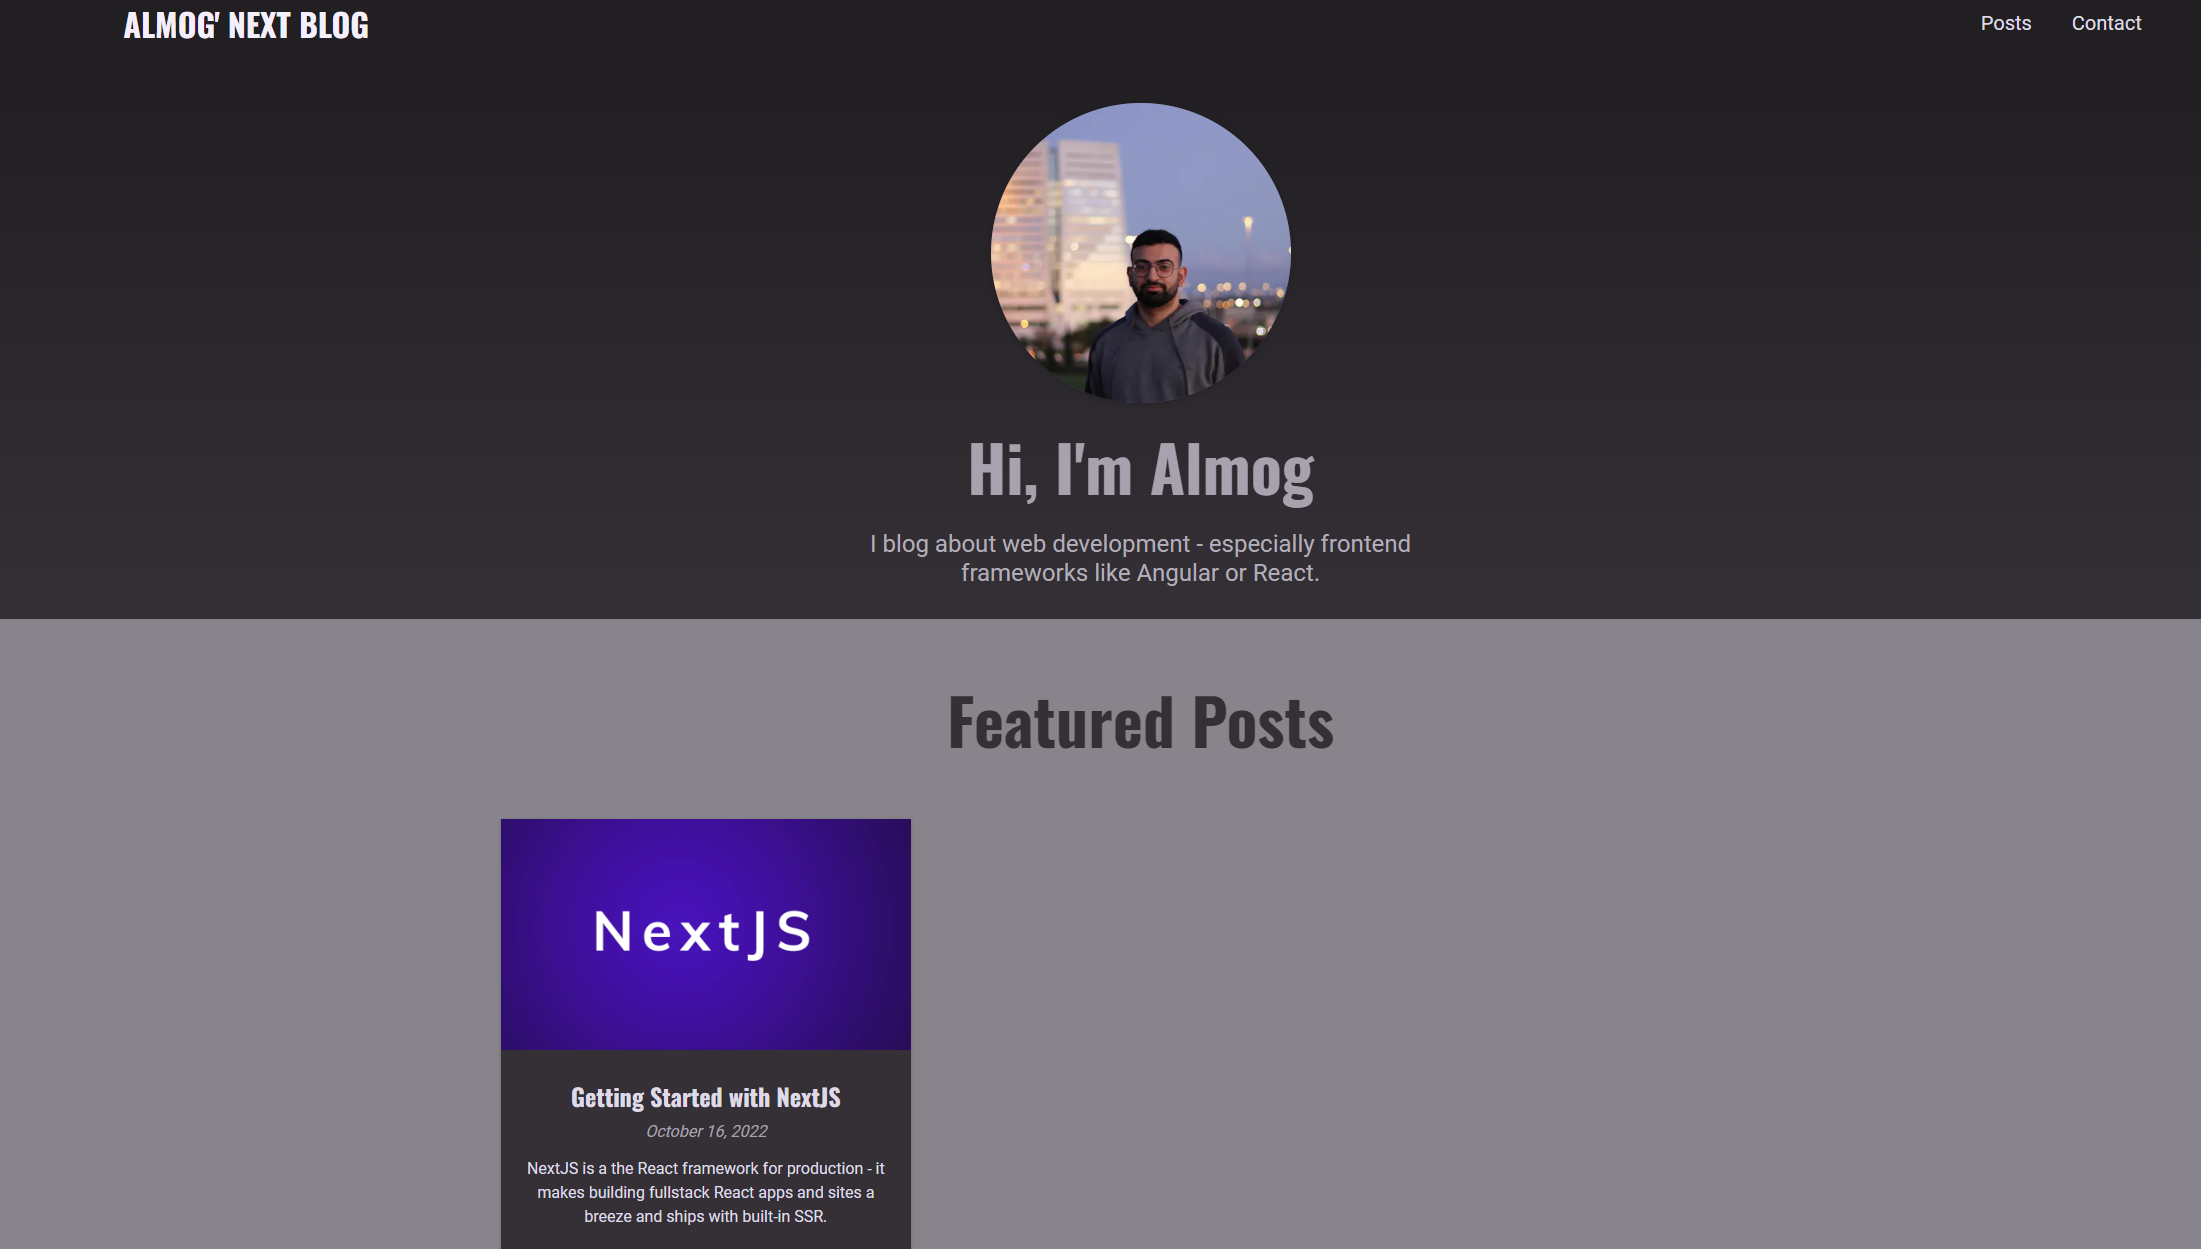 ALMOG' NEXT BLOG
Posts
Contact
Hi, I'm Almog
I blog about web development - especially frontend
frameworks like Angular or React.
Featured Posts
NextJS
Getting Started with NextJS
October 16, 2022
NextJS is a the React framework for production - it
makes building fullstack React apps and sites a
breeze and ships with built-in SSR.